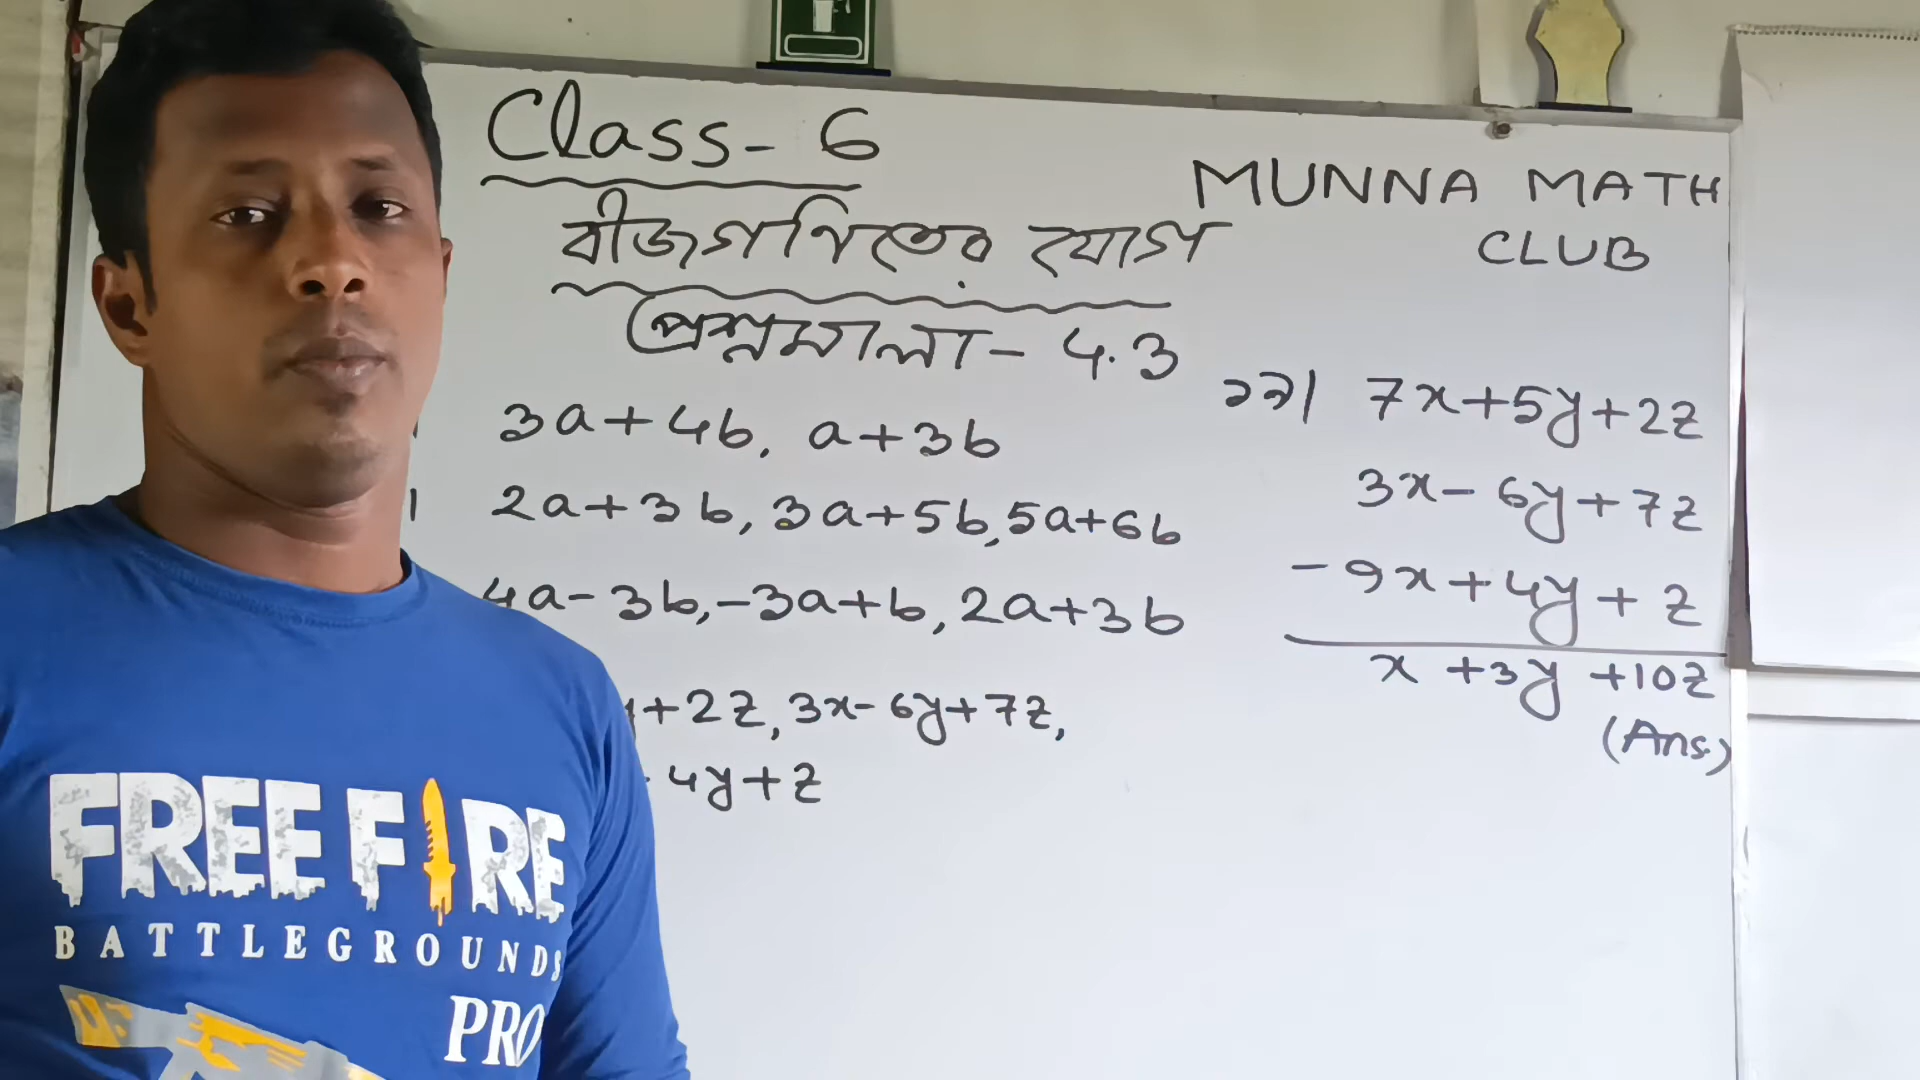 Class- 6
বীজগণিতের যোগ
প্রশ্নমালা- 4.3
3a+4b, a+3b
2a+3b, 3a+5b, 5a+6b
4a-3b, -3a+b, 2a+3b
y+2z, 3x-6y+7z,
4y+z
MUNNA MATH
CLUB
১২। 7x+5y+2z
3x-6y+7z
-9x+4y+z
x +3y +10z
(Ans.)
FREE FIRE
BATTLEGROUNDS
PRO